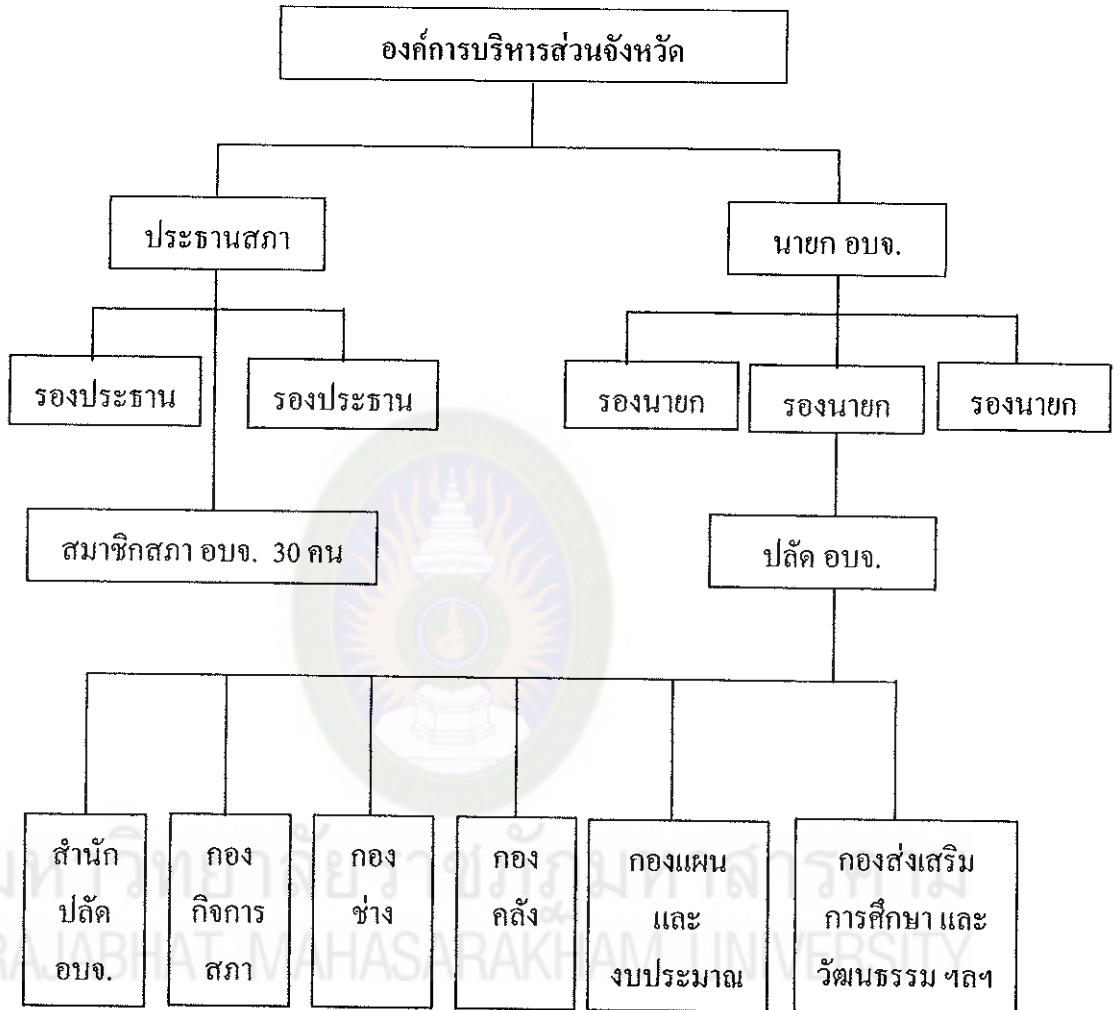 องค์การบริหารส่วนจังหวัด
ประธานสภา
นายก อบจ.
รองประธาน
รองประธาน
รองนายก
รองนายก
รองนายก
สมาชิกสภา อบจ. 30 คน
ปลัด อบจ.
สำนัก
ปลัด
อบจ.
กอง
กิจการ
สภา
กอง
ช่าง
กอง
คลัง
กองแผน
และ
งบประมาณ
กองส่งเสริม
การศึกษา และ
วัฒนธรรม ฯลฯ
มหาวิทยาลัยราชภัฏมหาสารคาม
RAJABHAT MAHASARAKHAM UNIVERSITY